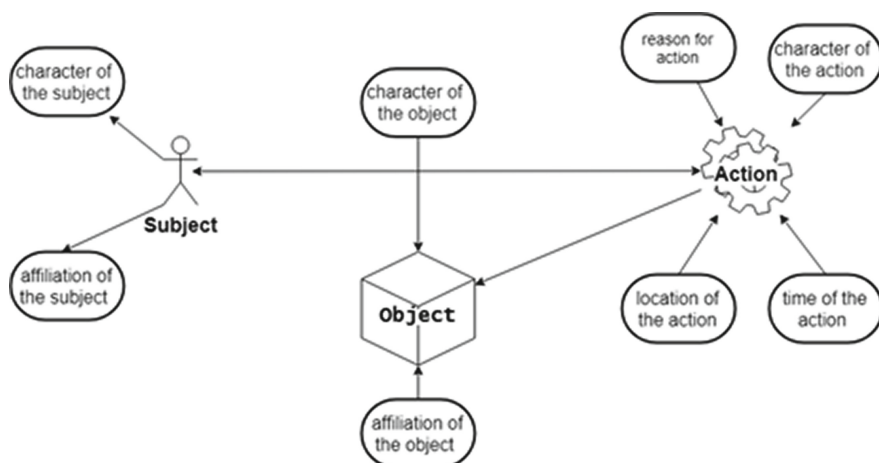 reason for
action
character of
the action
character of
the subject
character of
the object
Action
Subject
affiliation of
the subject
location of
the action
time of the
action
Object
affiliation of
the object